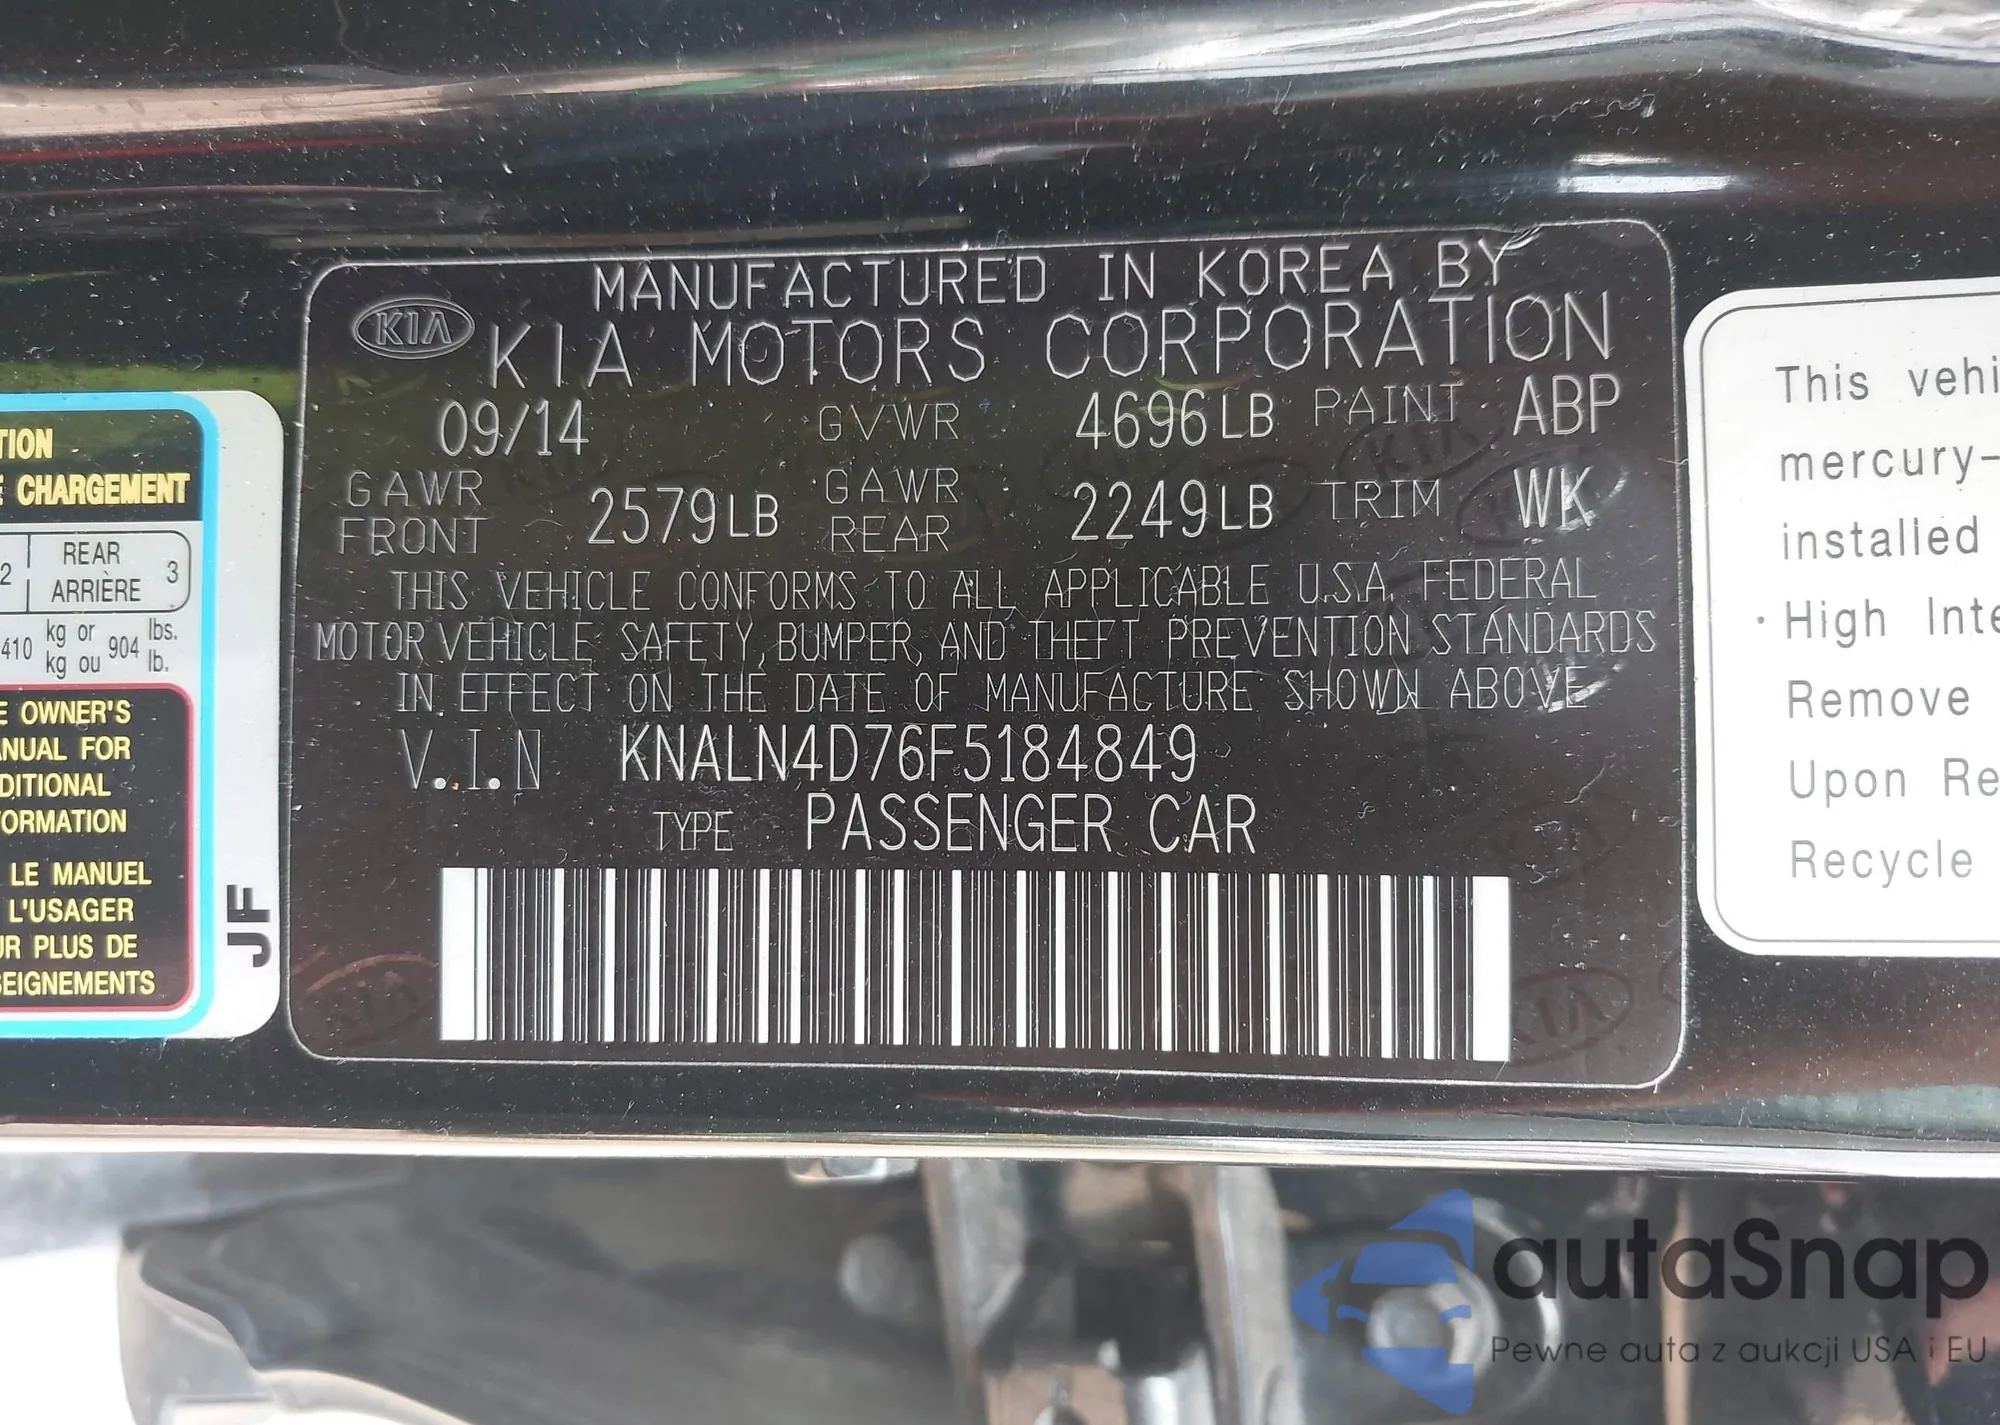 MANUFACTURED IN KOREA BY
KIA
KIA MOTORS CORPORATION
09/14 GVWR 4696LB PAINT ABP
GAWR FRONT 2579LB GAWR REAR 2249LB TRIM WK
THIS VEHICLE CONFORMS TO ALL APPLICABLE U.S.A. FEDERAL
MOTOR VEHICLE SAFETY, BUMPER, AND THEFT PREVENTION STANDARDS
IN EFFECT ON THE DATE OF MANUFACTURE SHOWN ABOVE
V.I.N KNALN4D76F5184849
TYPE PASSENGER CAR
TION
E CHARGEMENT
2 REAR
ARRIÈRE 3
410 kg or 904 lbs.
kg ou lb.
E OWNER'S
ANUAL FOR
DITIONAL
FORMATION
LE MANUEL
L'USAGER
UR PLUS DE
SEIGNEMENTS
JF
This vehi
mercury-
installed
· High Inte
Remove
Upon Re
Recycle
autaSnap
Pewne auta z aukcji USA i EU